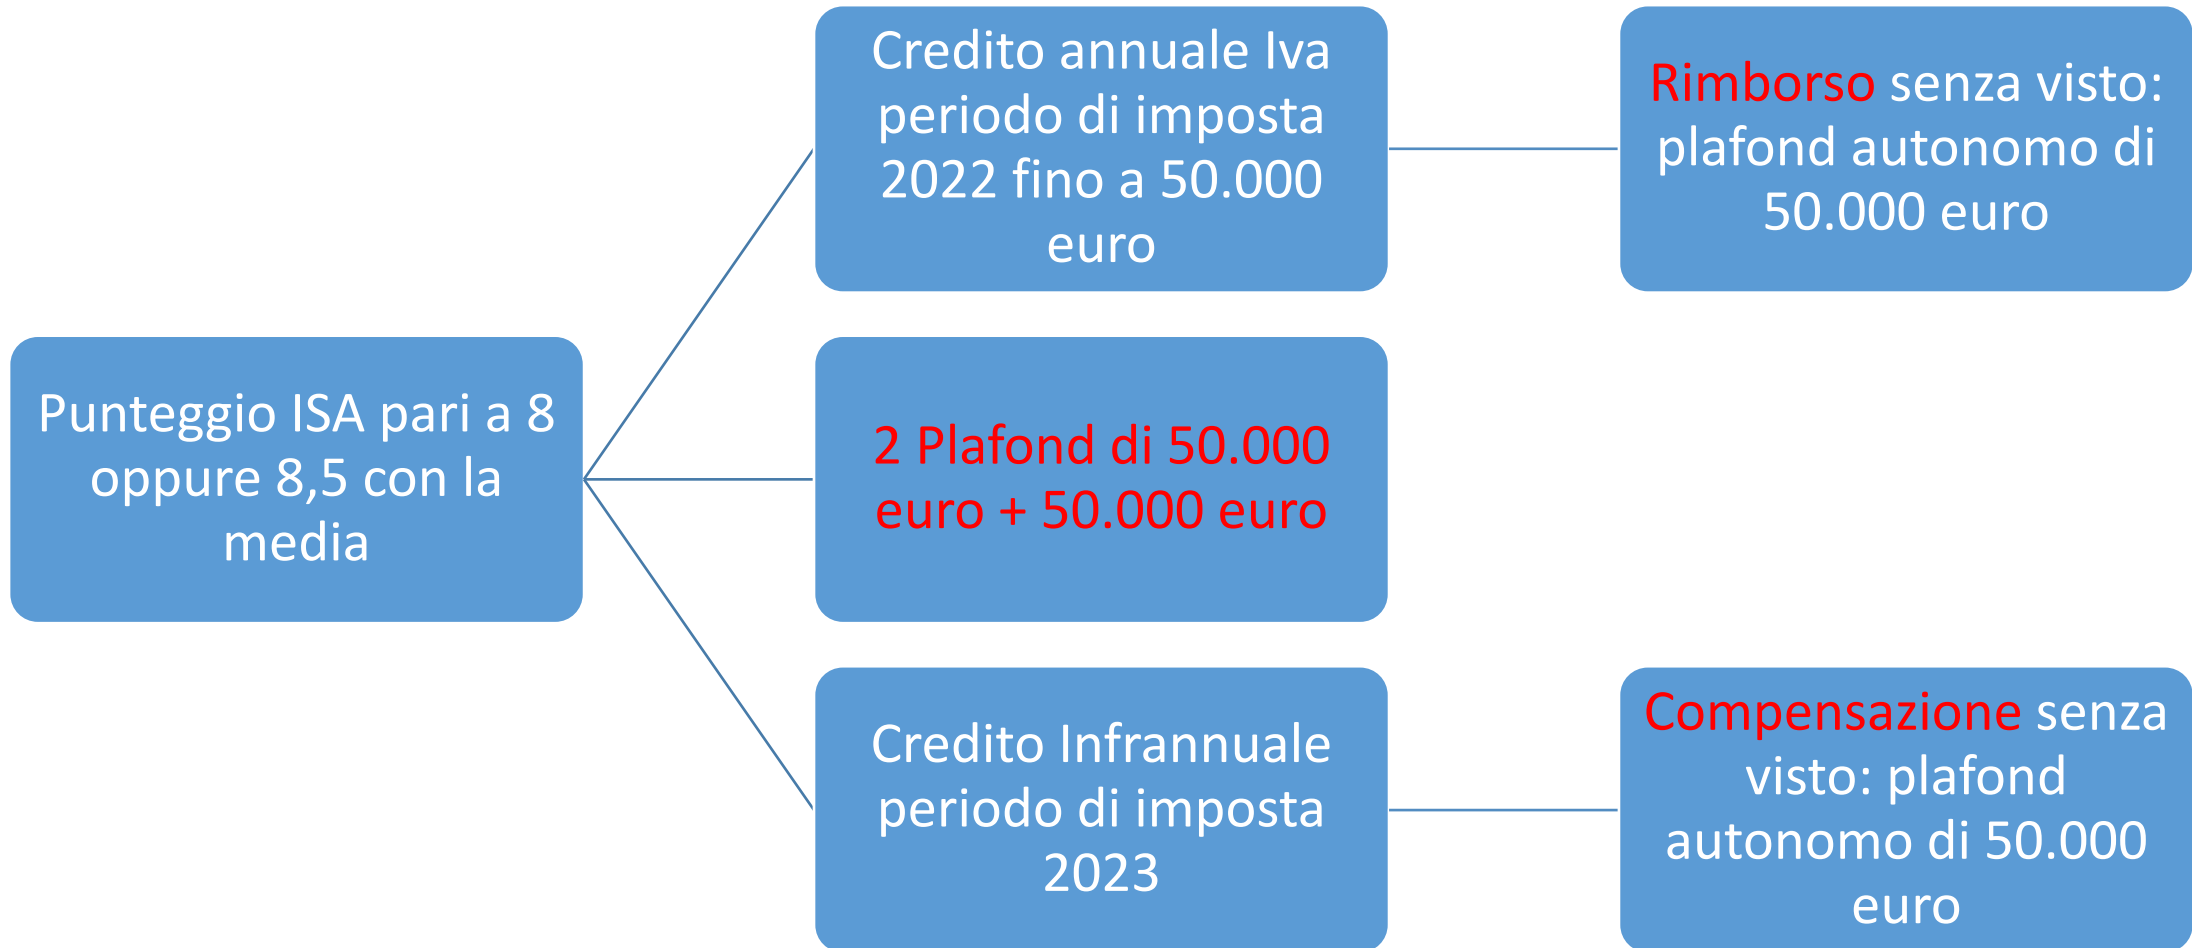 Punteggio ISA pari a 8
oppure 8,5 con la
media
Credito annuale Iva
periodo di imposta
2022 fino a 50.000
euro
Rimborso senza visto:
plafond autonomo di
50.000 euro
2 Plafond di 50.000
euro + 50.000 euro
Credito Infrannuale
periodo di imposta
2023
Compensazione senza
visto: plafond
autonomo di 50.000
euro